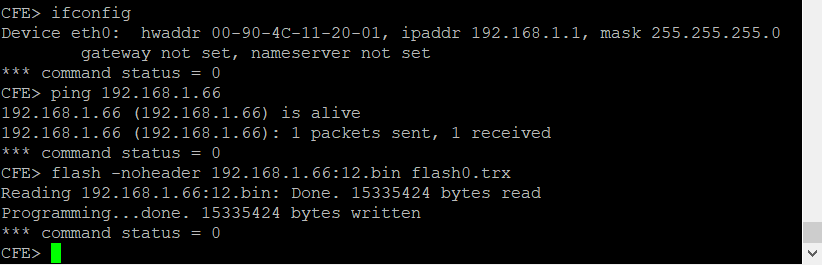 CFE> ifconfig
Device eth0:  hwaddr 00-90-4C-11-20-01, ipaddr 192.168.1.1, mask 255.255.255.0
        gateway not set, nameserver not set
*** command status = 0
CFE> ping 192.168.1.66
192.168.1.66 (192.168.1.66) is alive
192.168.1.66 (192.168.1.66): 1 packets sent, 1 received
*** command status = 0
CFE> flash -noheader 192.168.1.66:12.bin flash0.trx
Reading 192.168.1.66:12.bin: Done. 15335424 bytes read
Programming...done. 15335424 bytes written
*** command status = 0
CFE>